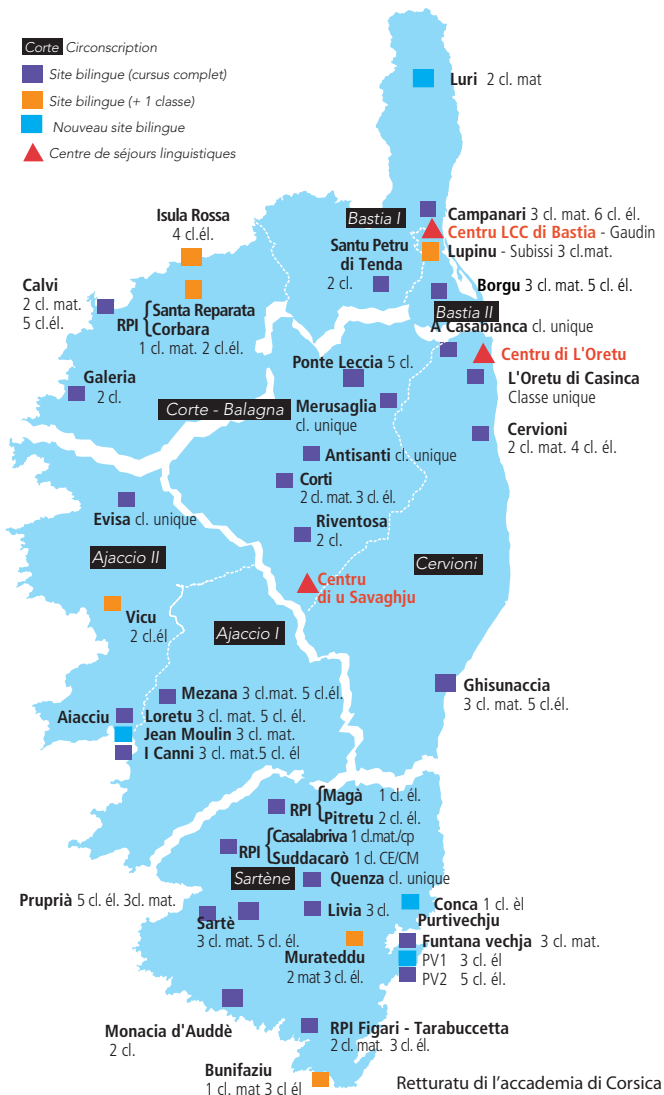 Corte Circonscription
Site bilingue (cursus complet)
Site bilingue (+ 1 classe)
Nouveau site bilingue
Centre de séjours linguistiques
Luri 2 cl. mat
Isula Rossa
4 cl.él.
Bastia I
Campanari 3 cl. mat. 6 cl. él.
Centru LCC di Bastia - Gaudin
Lupinu - Subissi 3 cl.mat.
Santu Petru
di Tenda
2 cl.
Borgu 3 cl. mat. 5 cl. él.
Bastia II
Calvi
2 cl. mat.
5 cl.él.
RPI { Santa Reparata
Corbara
1 cl. mat. 2 cl.él.
A Casabianca cl. unique
Centru di L'Oretu
Ponte Leccia 5 cl.
L'Oretu di Casinca
Classe unique
Galeria
2 cl.
Corte - Balagna
Merusaglia
cl. unique
Cervioni
2 cl. mat. 4 cl. él.
Antisanti cl. unique
Corti
2 cl. mat. 3 cl. él.
Evisa cl. unique
Riventosa
2 cl.
Ajaccio II
Cervioni
Centru
di u Savaghju
Vicu
2 cl.él
Ajaccio I
Mezana 3 cl.mat. 5 cl.él.
Ghisunaccia
3 cl. mat. 5 cl.él.
Aiacciu
Loretu 3 cl. mat. 5 cl. él.
Jean Moulin 3 cl. mat.
I Canni 3 cl. mat.5 cl. él
RPI { Magà 1 cl. él.
Pitretu 2 cl. él.
RPI { Casalabriva 1 cl.mat./cp
Suddacarò 1 cl. CE/CM
Sartène
Quenza cl. unique
Pruprià 5 cl. él. 3cl. mat.
Livia 3 cl.
Conca 1 cl. èl
Purtivechju
Sartè
3 cl. mat. 5 cl. él.
Funtana vechja 3 cl. mat.
PV1 3 cl. él
PV2 5 cl. él.
Murateddu
2 mat 3 cl. él.
Monacia d'Auddè
2 cl.
RPI Figari - Tarabuccetta
2 cl. mat. 3 cl. él.
Bunifaziu
1 cl. mat 3 cl él
Retturatu di l'accademia di Corsica